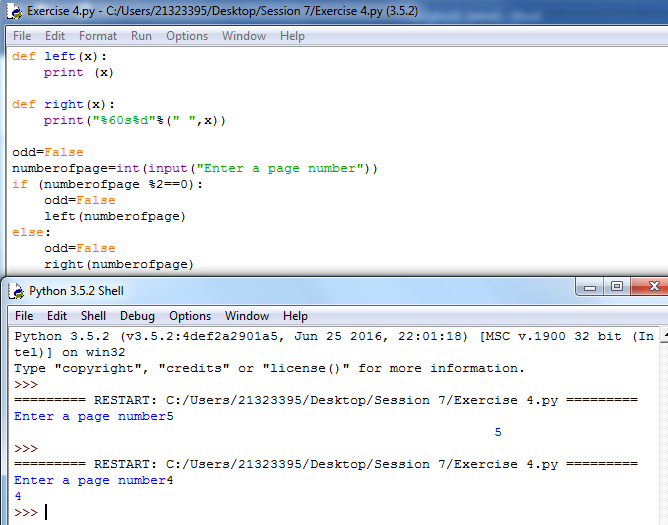 Exercise 4.py - C:/Users/21323395/Desktop/Session 7/Exercise 4.py (3.5.2)
File Edit Format Run Options Window Help
def left(x):
    print (x)
def right(x):
    print("%60s%d"%(" ",x))
odd=False
numberofpage=int(input("Enter a page number"))
if (numberofpage %2==0):
    odd=False
    left(numberofpage)
else:
    odd=False
    right(numberofpage)
Python 3.5.2 Shell
File Edit Shell Debug Options Window Help
Python 3.5.2 (v3.5.2:4def2a2901a5, Jun 25 2016, 22:01:18) [MSC v.1900 32 bit (In
tel)] on win32
Type "copyright", "credits" or "license()" for more information.
>>>
========= RESTART: C:/Users/21323395/Desktop/Session 7/Exercise 4.py =========
Enter a page number5
                                                            5
>>>
========= RESTART: C:/Users/21323395/Desktop/Session 7/Exercise 4.py =========
Enter a page number4
4
>>>